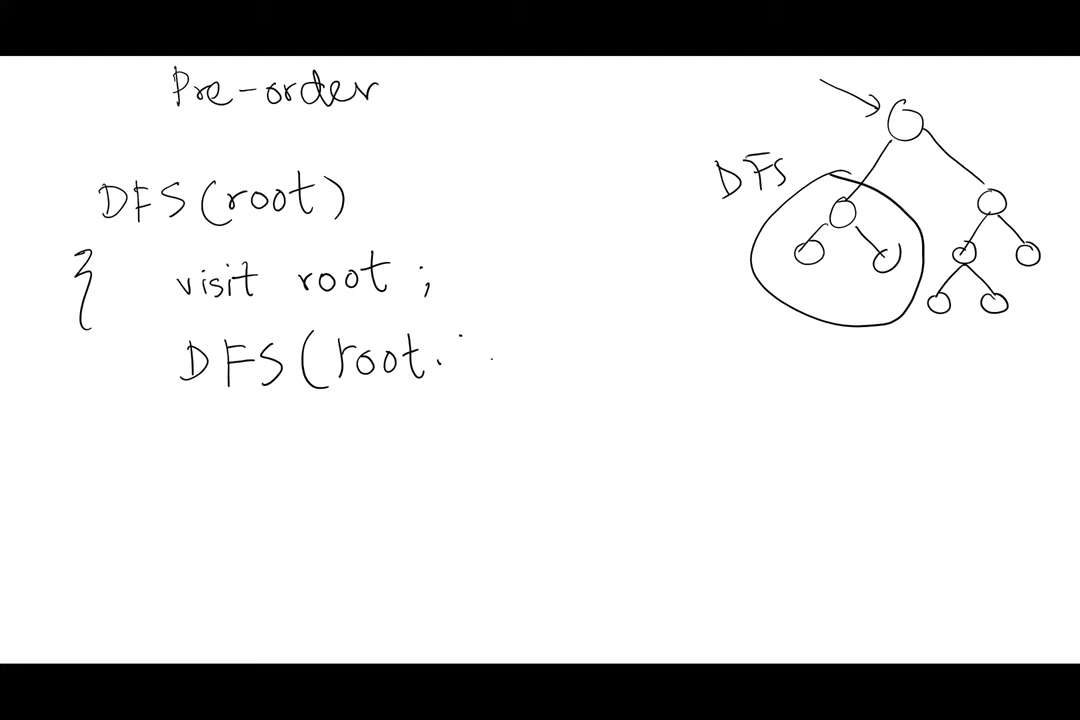 Pre-order
DFS(root)
{ visit root ;
DFS(root.
DFS